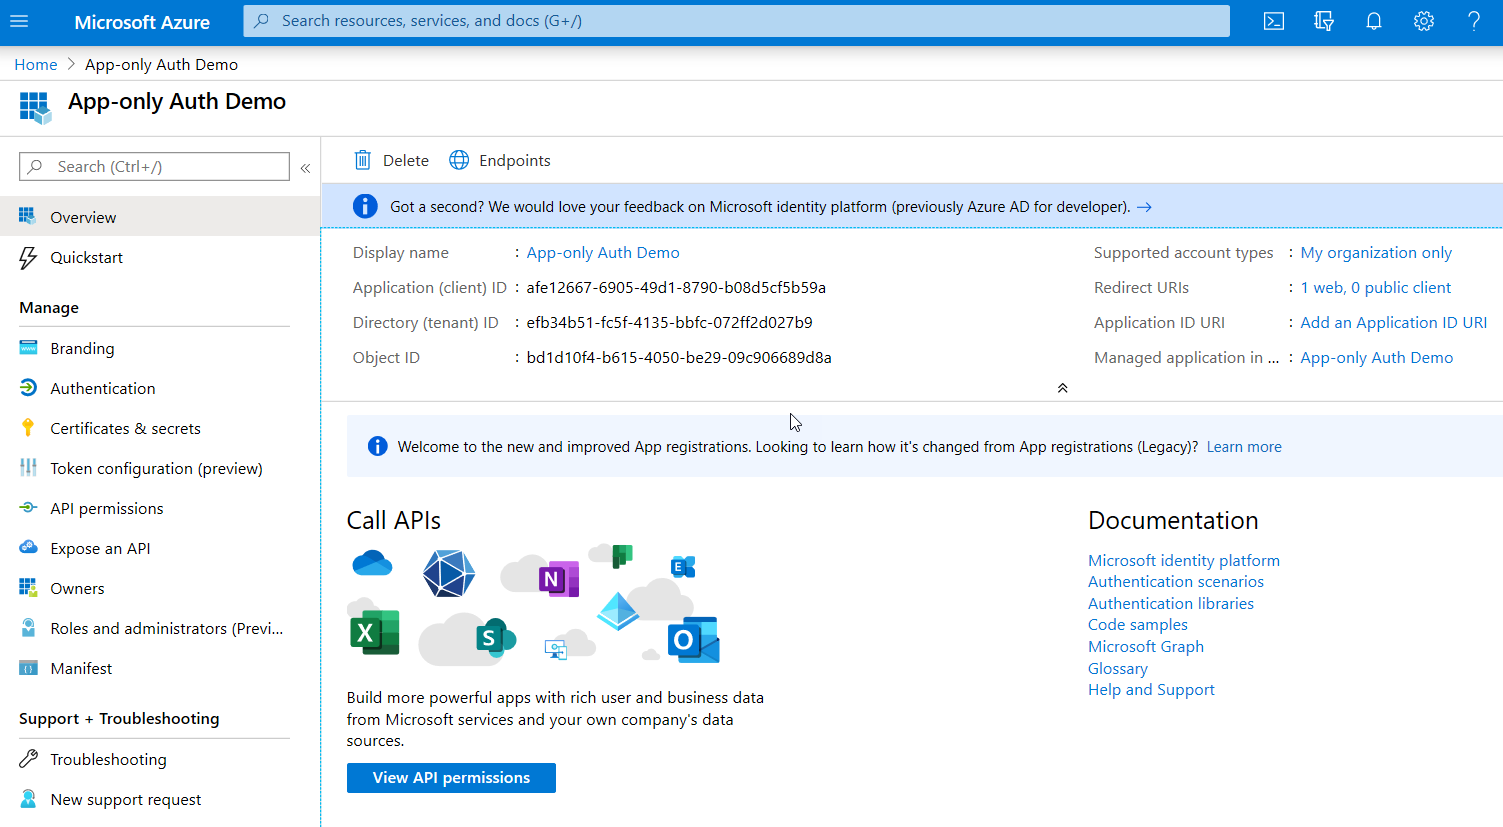 Microsoft Azure
Search resources, services, and docs (G+/)
Home > App-only Auth Demo
App-only Auth Demo
Search (Ctrl+/)
«
Overview
Quickstart
Manage
Branding
Authentication
Certificates & secrets
Token configuration (preview)
API permissions
Expose an API
Owners
Roles and administrators (Previ...
Manifest
Support + Troubleshooting
Troubleshooting
New support request
Delete
Endpoints
Got a second? We would love your feedback on Microsoft identity platform (previously Azure AD for developer). →
Display name : App-only Auth Demo
Application (client) ID : afe12667-6905-49d1-8790-b08d5cf5b59a
Directory (tenant) ID : efb34b51-fc5f-4135-bbfc-072ff2d027b9
Object ID : bd1d10f4-b615-4050-be29-09c906689d8a
Supported account types : My organization only
Redirect URIs : 1 web, 0 public client
Application ID URI : Add an Application ID URI
Managed application in ... : App-only Auth Demo
Welcome to the new and improved App registrations. Looking to learn how it's changed from App registrations (Legacy)? Learn more
Call APIs
N
E
X
S
O
Build more powerful apps with rich user and business data
from Microsoft services and your own company's data
sources.
View API permissions
Documentation
Microsoft identity platform
Authentication scenarios
Authentication libraries
Code samples
Microsoft Graph
Glossary
Help and Support